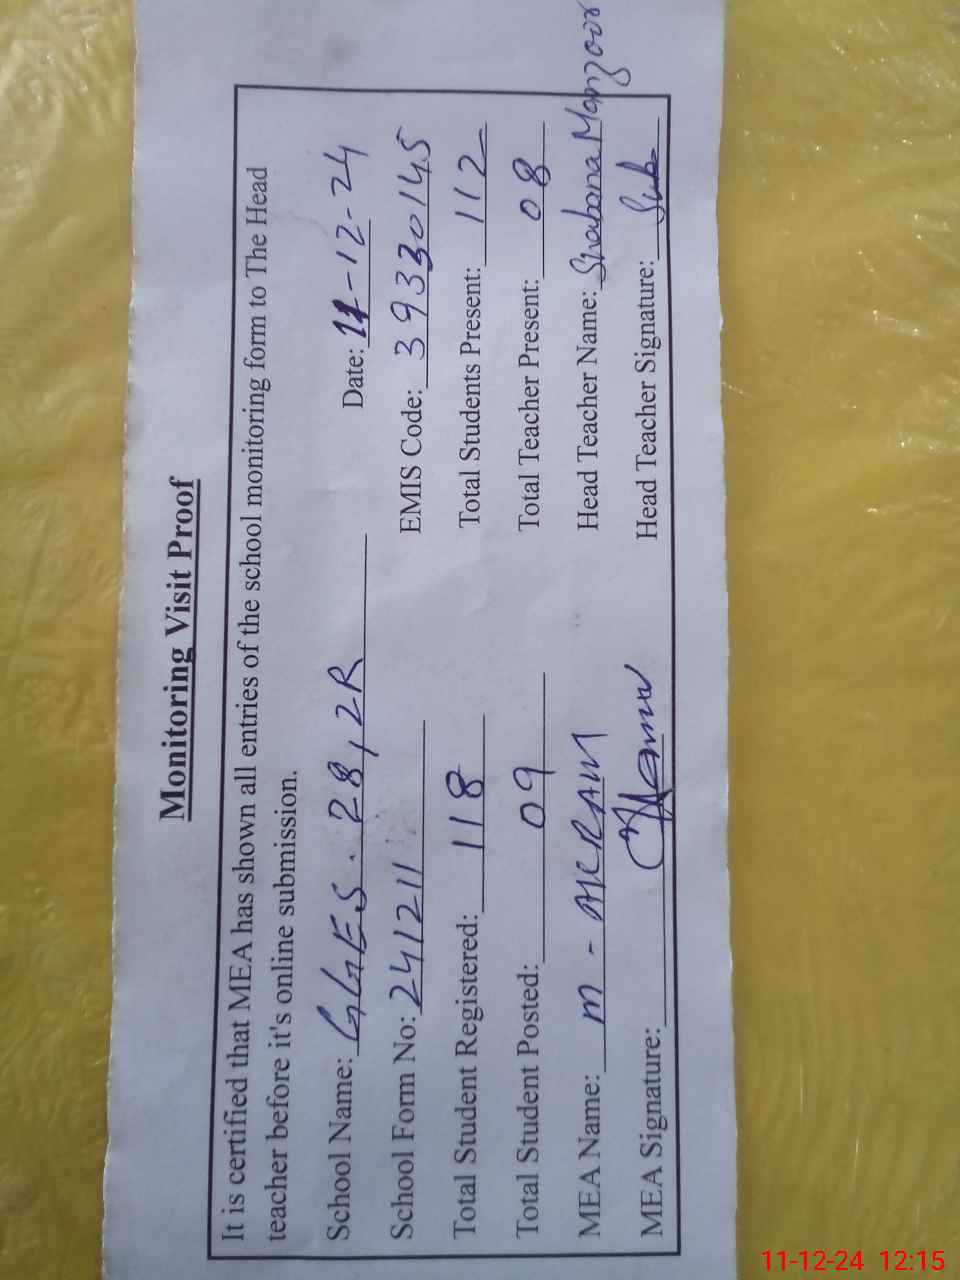 Monitoring Visit Proof
It is certified that MEA has shown all entries of the school monitoring form to The Head
teacher before it's online submission.
School Name: GGES. 28,2R Date: 11-12-24
School Form No: 241211 EMIS Code: 39330145
Total Student Registered: 118 Total Students Present: 112
Total Student Posted: 09 Total Teacher Present: 08
MEA Name: M - AKRAM Head Teacher Name: Shabana Manzoor
MEA Signature: Head Teacher Signature:
11-12-24 12:15